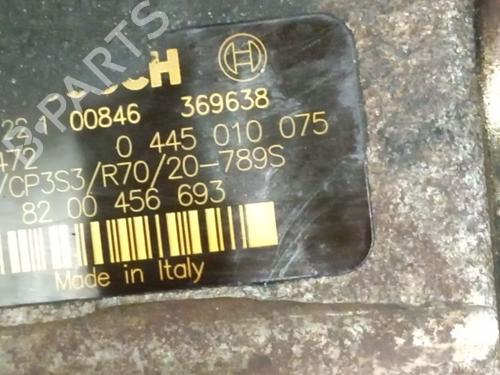 B-PARTS
BOSCH
00846 369638
472 0 445 010 075
/CP3S3/R70/20-789S
82 00 456 693
Made in Italy